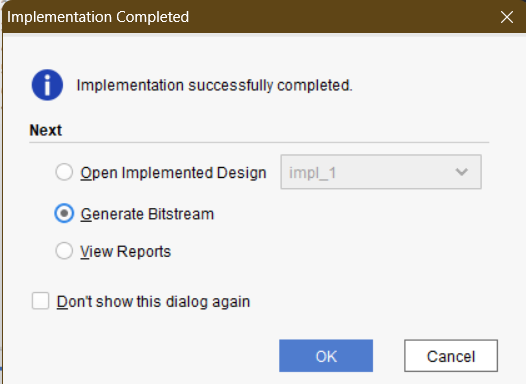 Implementation Completed
Implementation successfully completed.
Next
Open Implemented Design impl_1
Generate Bitstream
View Reports
Don't show this dialog again
OK Cancel